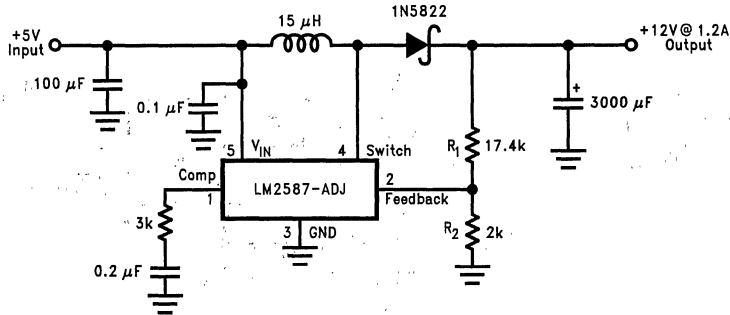 1N5822
15 μH
+5V
Input
+12V @ 1.2A
Output
100 μF
0.1 μF
+
3000 μF
R1 17.4k
5 VIN
4 Switch
Comp
1
LM2587-ADJ
2
Feedback
3k
3 GND
R2 2k
0.2 μF